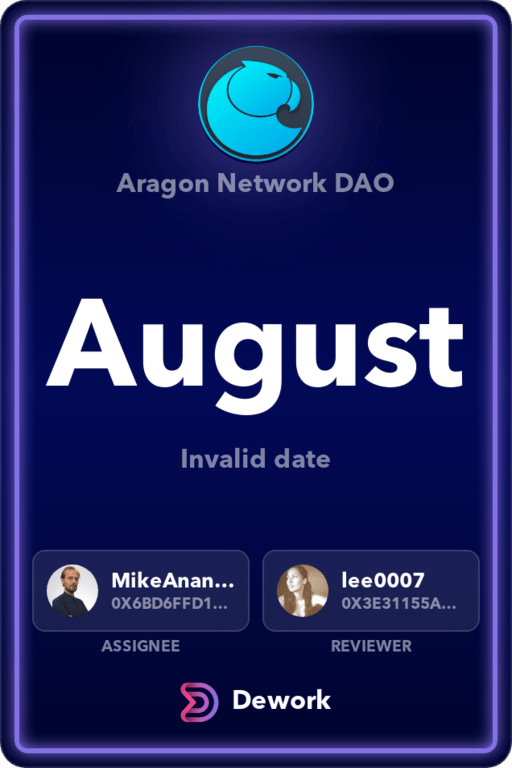 Aragon Network DAO
August
Invalid date
MikeAnan...
0X6BD6FFD1...
lee0007
0X3E31155A...
ASSIGNEE
REVIEWER
Dework